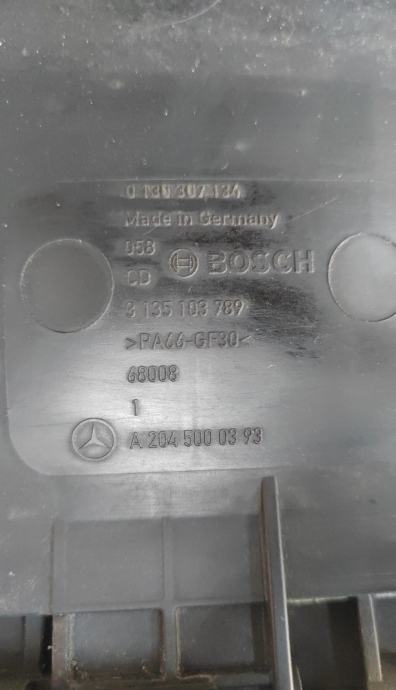 0 130 307 134
Made in Germany
058
CD
BOSCH
3 135 103 789
>PA66-GF30<
68008
1
A 204 500 03 93